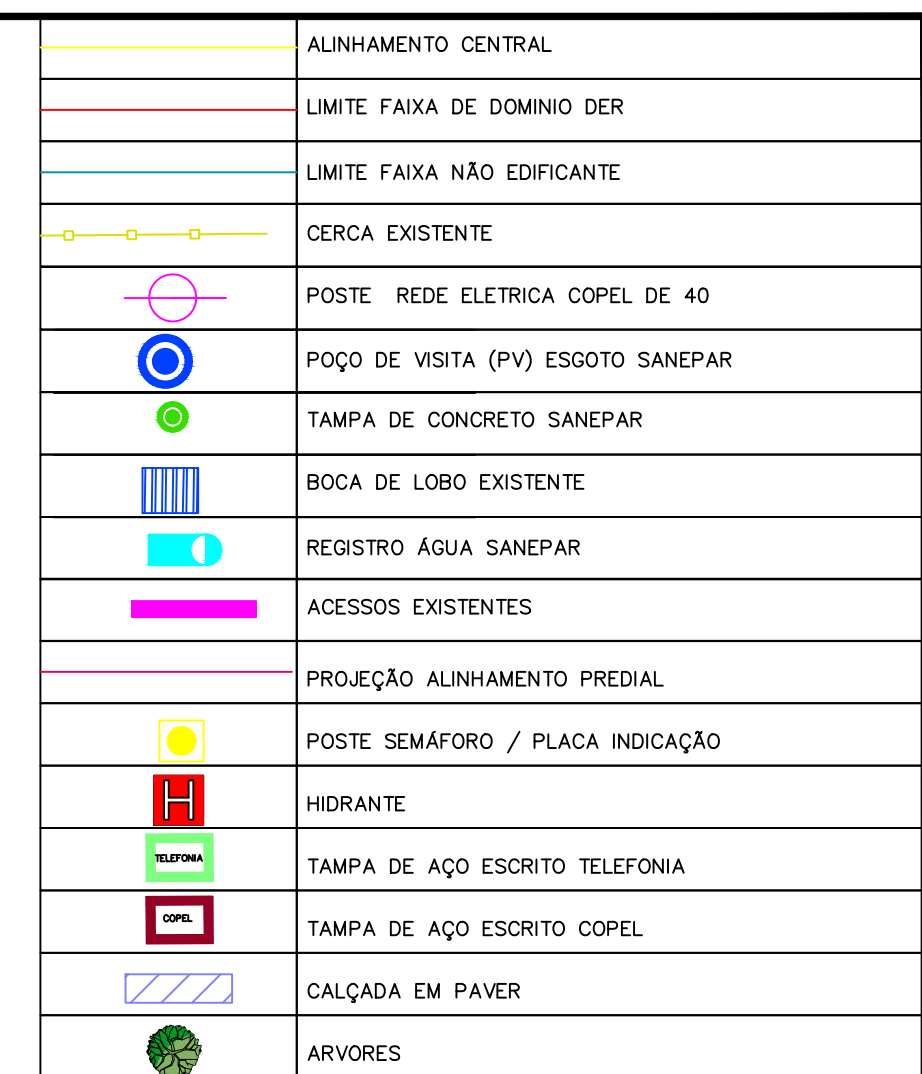 ALINHAMENTO CENTRAL
LIMITE FAIXA DE DOMINIO DER
LIMITE FAIXA NÃO EDIFICANTE
CERCA EXISTENTE
POSTE REDE ELETRICA COPEL DE 40
POÇO DE VISITA (PV) ESGOTO SANEPAR
TAMPA DE CONCRETO SANEPAR
BOCA DE LOBO EXISTENTE
REGISTRO ÁGUA SANEPAR
ACESSOS EXISTENTES
PROJEÇÃO ALINHAMENTO PREDIAL
POSTE SEMÁFORO / PLACA INDICAÇÃO
H HIDRANTE
TELEFONIA TAMPA DE AÇO ESCRITO TELEFONIA
COPEL TAMPA DE AÇO ESCRITO COPEL
CALÇADA EM PAVER
ARVORES